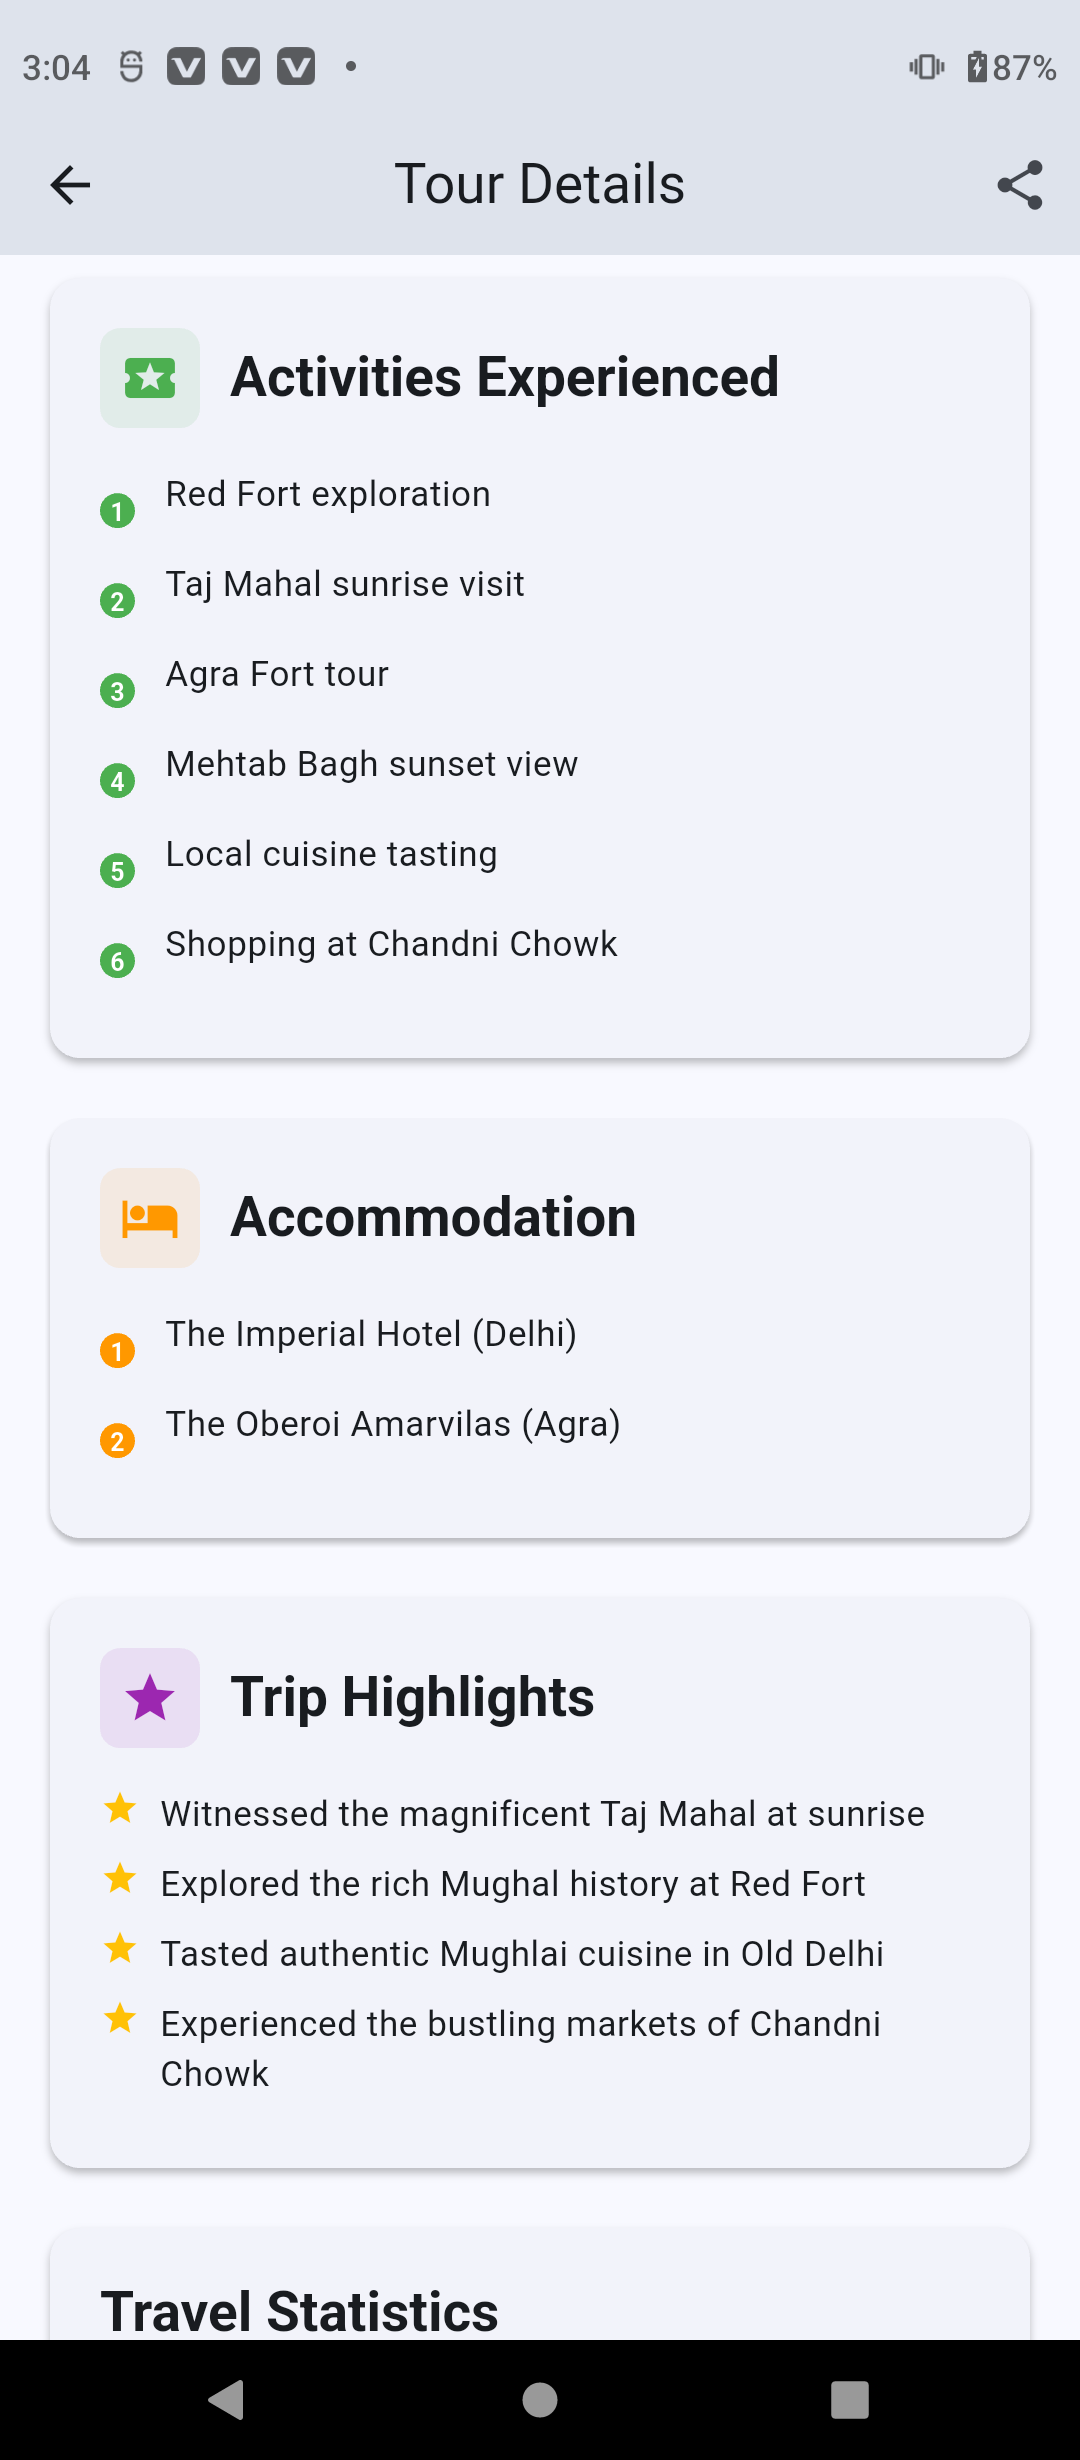 3:04
87%
Tour Details
Activities Experienced
1 Red Fort exploration
2 Taj Mahal sunrise visit
3 Agra Fort tour
4 Mehtab Bagh sunset view
5 Local cuisine tasting
6 Shopping at Chandni Chowk
Accommodation
1 The Imperial Hotel (Delhi)
2 The Oberoi Amarvilas (Agra)
Trip Highlights
Witnessed the magnificent Taj Mahal at sunrise
Explored the rich Mughal history at Red Fort
Tasted authentic Mughlai cuisine in Old Delhi
Experienced the bustling markets of Chandni
Chowk
Travel Statistics